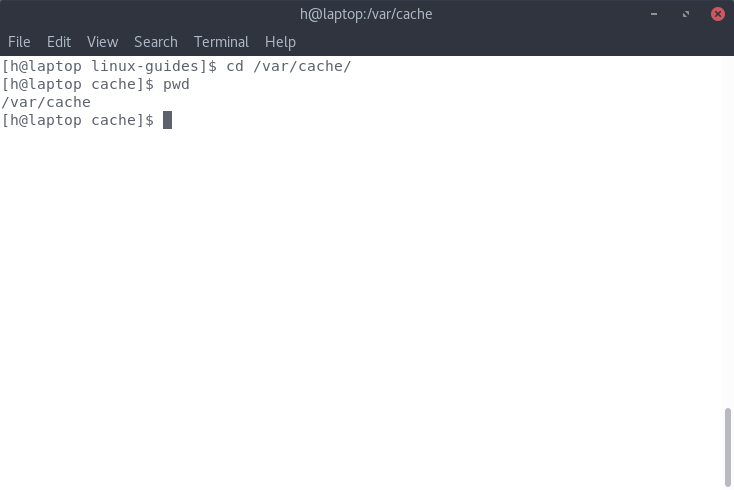 h@laptop:/var/cache
File Edit View Search Terminal Help
[h@laptop linux-guides]$ cd /var/cache/
[h@laptop cache]$ pwd
/var/cache
[h@laptop cache]$